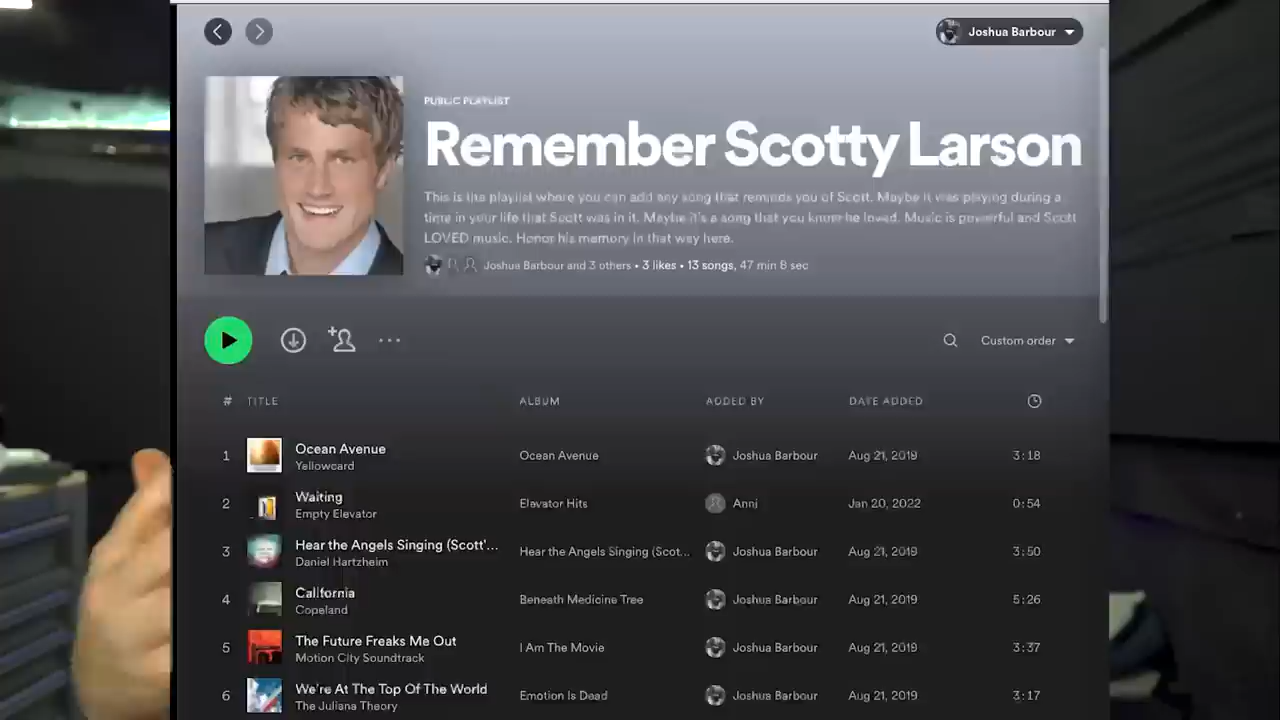 Joshua Barbour
PUBLIC PLAYLIST
Remember Scotty Larson
This is the playlist where you can add any song that reminds you of Scott. Maybe it was playing during a
time in your life that Scott was in it. Maybe it's a song that you know he loved. Music is powerful and Scott
LOVED music. Honor his memory in that way here.
Joshua Barbour and 3 others • 3 likes • 13 songs, 47 min 8 sec
Custom order
# TITLE ALBUM ADDED BY DATE ADDED
1 Ocean Avenue Ocean Avenue Joshua Barbour Aug 21, 2019 3:18
Yellowcard
2 Waiting Elevator Hits Anni Jan 20, 2022 0:54
Empty Elevator
3 Hear the Angels Singing (Scott'... Hear the Angels Singing (Scot... Joshua Barbour Aug 21, 2019 3:50
Daniel Hartzheim
4 California Beneath Medicine Tree Joshua Barbour Aug 21, 2019 5:26
Copeland
5 The Future Freaks Me Out I Am The Movie Joshua Barbour Aug 21, 2019 3:37
Motion City Soundtrack
6 We're At The Top Of The World Emotion Is Dead Joshua Barbour Aug 21, 2019 3:17
The Juliana Theory